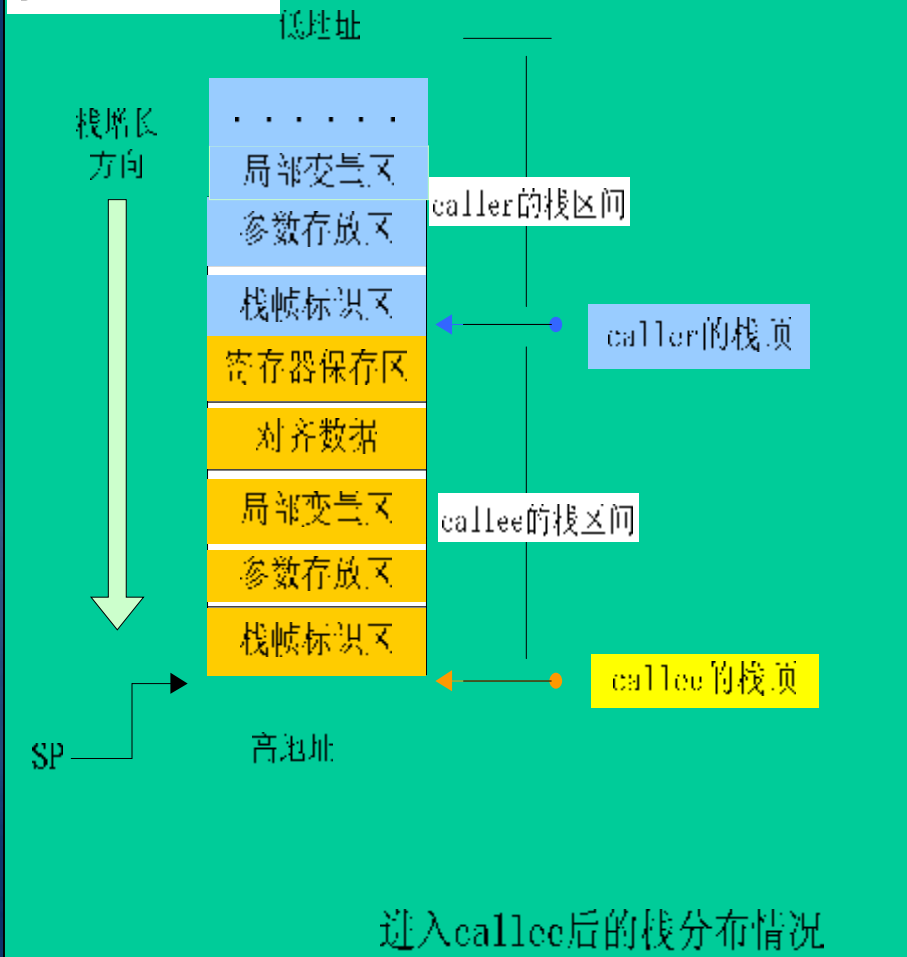 低地址
栈增长
方向
. . . . . .
局部变量区
参数存放区
caller的栈区间
栈帧标识区
caller的栈顶
寄存器保存区
对齐数据
局部变量区
callee的栈区间
参数存放区
栈帧标识区
callee的栈顶
SP
高地址
进入callee后的栈分布情况